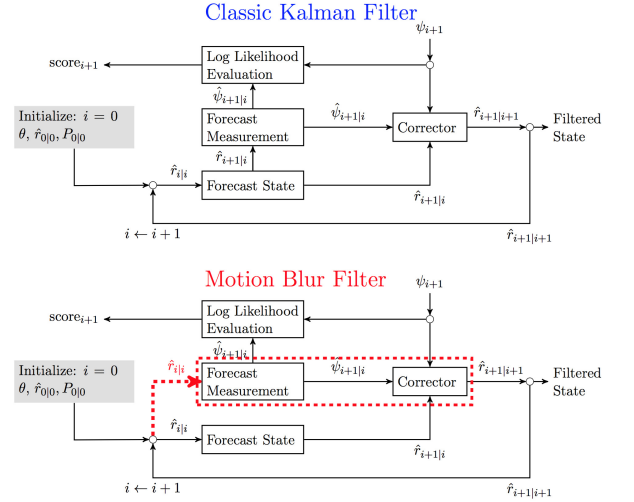 Classic Kalman Filter
ψ_{i+1}
score_{i+1}
Log Likelihood
Evaluation
ψ̂_{i+1|i}
Initialize: i = 0
θ, r̂_{0|0}, P_{0|0}
Forecast
Measurement
ψ̂_{i+1|i}
Corrector
r̂_{i+1|i+1}
Filtered
State
r̂_{i+1|i}
r̂_{i|i}
Forecast State
r̂_{i+1|i}
i ← i + 1
r̂_{i+1|i+1}
Motion Blur Filter
ψ_{i+1}
score_{i+1}
Log Likelihood
Evaluation
ψ̂_{i+1|i}
Initialize: i = 0
θ, r̂_{0|0}, P_{0|0}
r̂_{i|i}
Forecast
Measurement
ψ̂_{i+1|i}
Corrector
r̂_{i+1|i+1}
Filtered
State
r̂_{i|i}
Forecast State
r̂_{i+1|i}
i ← i + 1
r̂_{i+1|i+1}